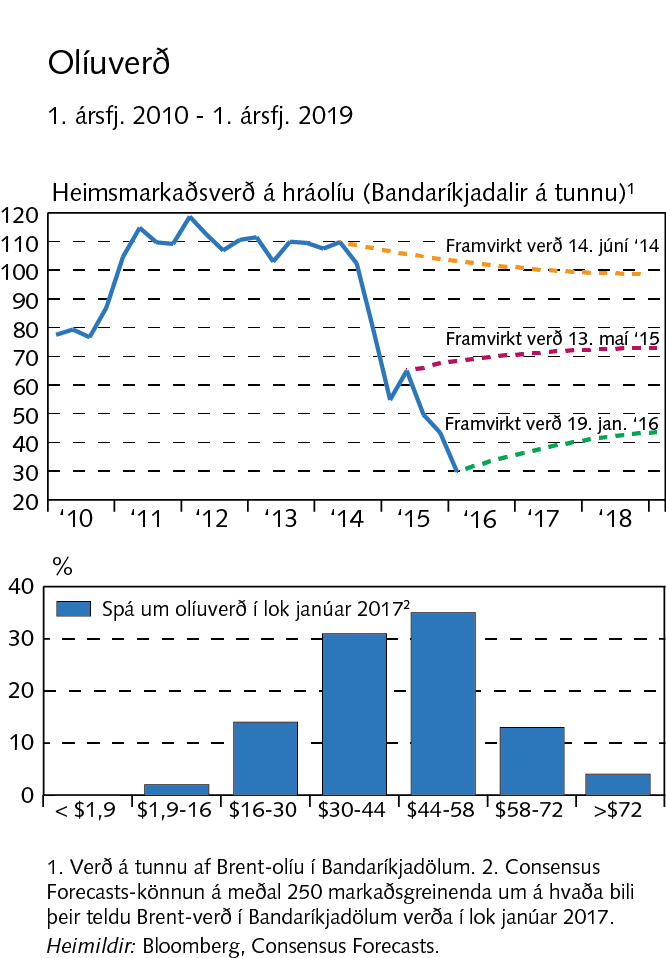 Olíuverð
1. ársfj. 2010 - 1. ársfj. 2019
Heimsmarkaðsverð á hráolíu (Bandaríkjadalir á tunnu)¹
120
110
100
90
80
70
60
50
40
30
20
Framvirkt verð 14. júní ‘14
Framvirkt verð 13. maí ‘15
Framvirkt verð 19. jan. ‘16
‘10 ‘11 ‘12 ‘13 ‘14 ‘15 ‘16 ‘17 ‘18
%
40
30
20
10
0
Spá um olíuverð í lok janúar 2017²
< $1,9 $1,9-16 $16-30 $30-44 $44-58 $58-72 >$72
1. Verð á tunnu af Brent-olíu í Bandaríkjadölum. 2. Consensus
Forecasts-könnun á meðal 250 markaðsgreinenda um á hvaða bili
þeir teldu Brent-verð í Bandaríkjadölum verða í lok janúar 2017.
Heimildir: Bloomberg, Consensus Forecasts.